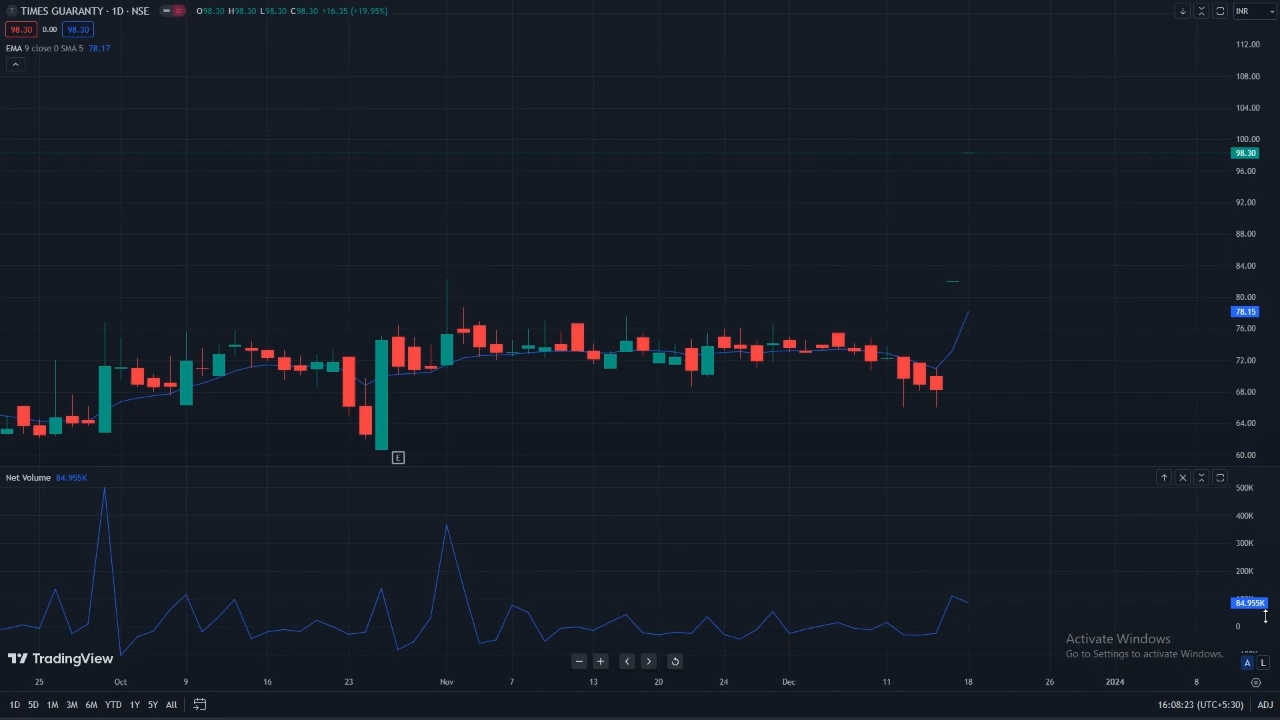 TIMES GUARANTY · 1D · NSE
O98.30 H98.30 L98.30 C98.30 +16.35 (+19.95%)
INR
98.30 0.00 98.30
EMA 9 close 0 SMA 5 78.17
112.00
108.00
104.00
100.00
98.30
96.00
92.00
88.00
84.00
80.00
78.15
76.00
72.00
68.00
64.00
60.00
E
Net Volume 84.955K
500K
400K
300K
200K
84.955K
0
Activate Windows
Go to Settings to activate Windows.
TradingView
A L
25 Oct 9 16 23 Nov 7 13 20 24 Dec 11 18 26 2024 8
1D 5D 1M 3M 6M YTD 1Y 5Y All
16:08:23 (UTC+5:30) ADJ